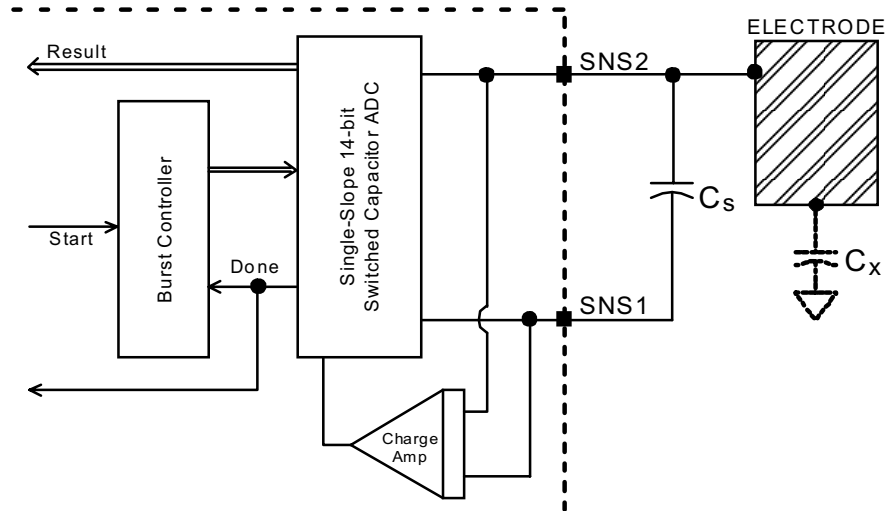 ELECTRODE
Result
SNS2
Single-Slope 14-bit
Switched Capacitor ADC
Burst Controller
Cs
Start
Done
Cx
SNS1
Charge
Amp